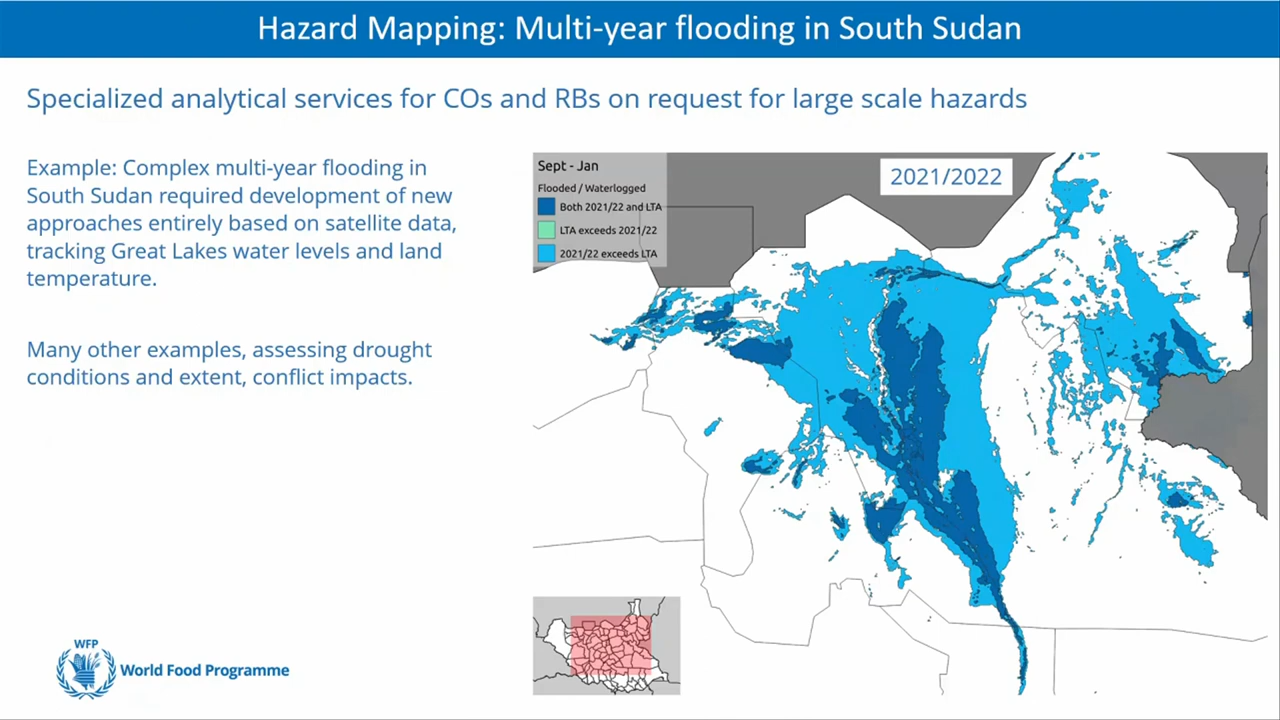 Hazard Mapping: Multi-year flooding in South Sudan
Specialized analytical services for COs and RBs on request for large scale hazards
Example: Complex multi-year flooding in
South Sudan required development of new
approaches entirely based on satellite data,
tracking Great Lakes water levels and land
temperature.
Many other examples, assessing drought
conditions and extent, conflict impacts.
Sept - Jan
Flooded / Waterlogged
Both 2021/22 and LTA
LTA exceeds 2021/22
2021/22 exceeds LTA
2021/2022
WFP
World Food Programme